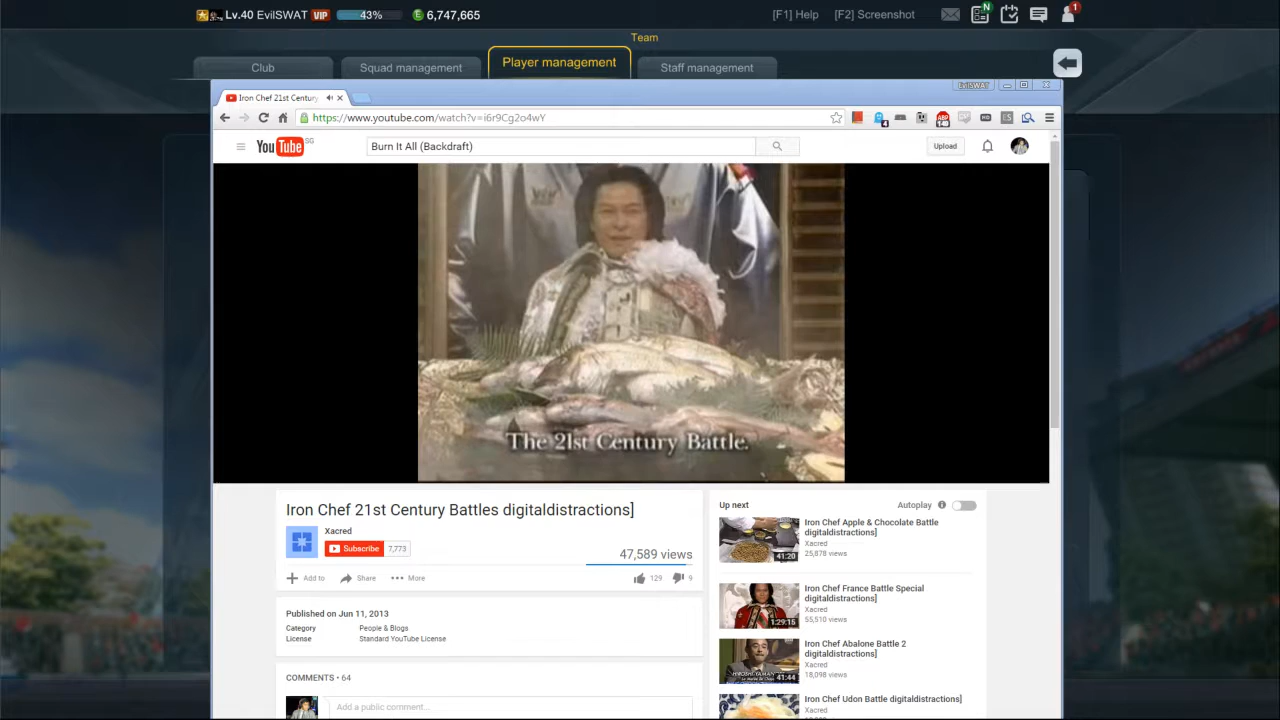 Lv.40 EvilSWAT VIP 43% E 6,747,665 [F1] Help [F2] Screenshot N 1
Team
Club Squad management Player management Staff management
EvilSWAT
Iron Chef 21st Century
https://www.youtube.com/watch?v=i6r9Cg2o4wY
YouTube SG Burn It All (Backdraft) Upload
The 21st Century Battle.
Iron Chef 21st Century Battles digitaldistractions]
Xacred
Subscribe 7,773
47,589 views
Add to Share More 129 9
Published on Jun 11, 2013
Category People & Blogs
License Standard YouTube License
COMMENTS • 64
Add a public comment...
Up next Autoplay
Iron Chef Apple & Chocolate Battle
digitaldistractions]
Xacred
25,878 views
41:20
Iron Chef France Battle Special
digitaldistractions]
Xacred
55,510 views
1:29:15
Iron Chef Abalone Battle 2
digitaldistractions]
Xacred
18,098 views
41:44
Iron Chef Udon Battle digitaldistractions]